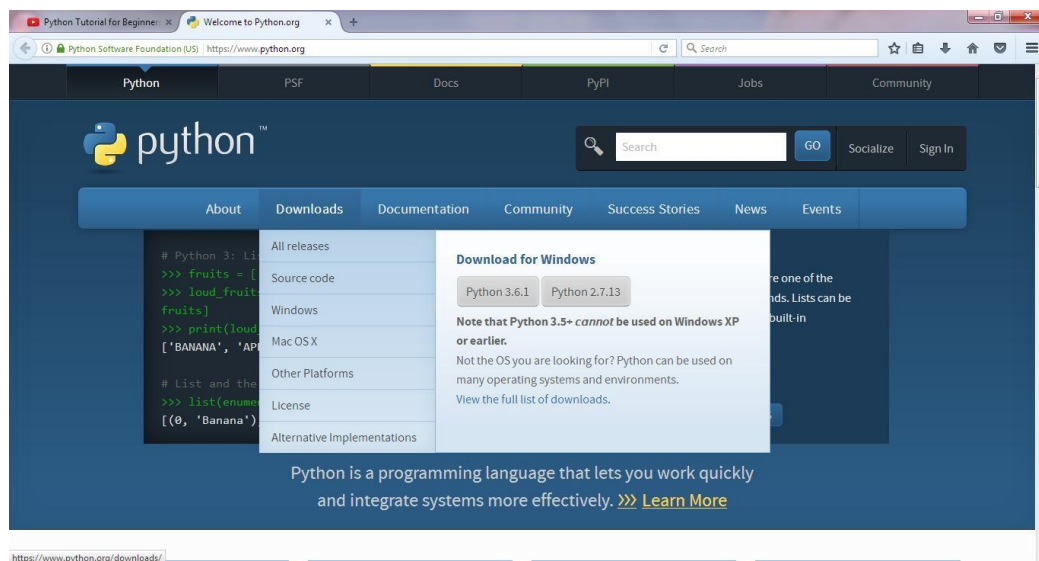 Python Tutorial for Beginner
Welcome to Python.org
Python Software Foundation (US)
https://www.python.org
Search
Python
PSF
Docs
PyPI
Jobs
Community
python™
Search
GO
Socialize
Sign In
About
Downloads
Documentation
Community
Success Stories
News
Events
All releases
Source code
Windows
Mac OS X
Other Platforms
License
Alternative Implementations
Download for Windows
Python 3.6.1
Python 2.7.13
Note that Python 3.5+ cannot be used on Windows XP
or earlier.
Not the OS you are looking for? Python can be used on
many operating systems and environments.
View the full list of downloads.
# Python 3: Li
>>> fruits = [
>>> loud_fruit
fruits]
>>> print(loud
['BANANA', 'AP
# List and the
>>> list(enume
[(0, 'Banana')
one of the
Lists can be
built-in
Python is a programming language that lets you work quickly
and integrate systems more effectively. >>> Learn More
https://www.python.org/downloads/